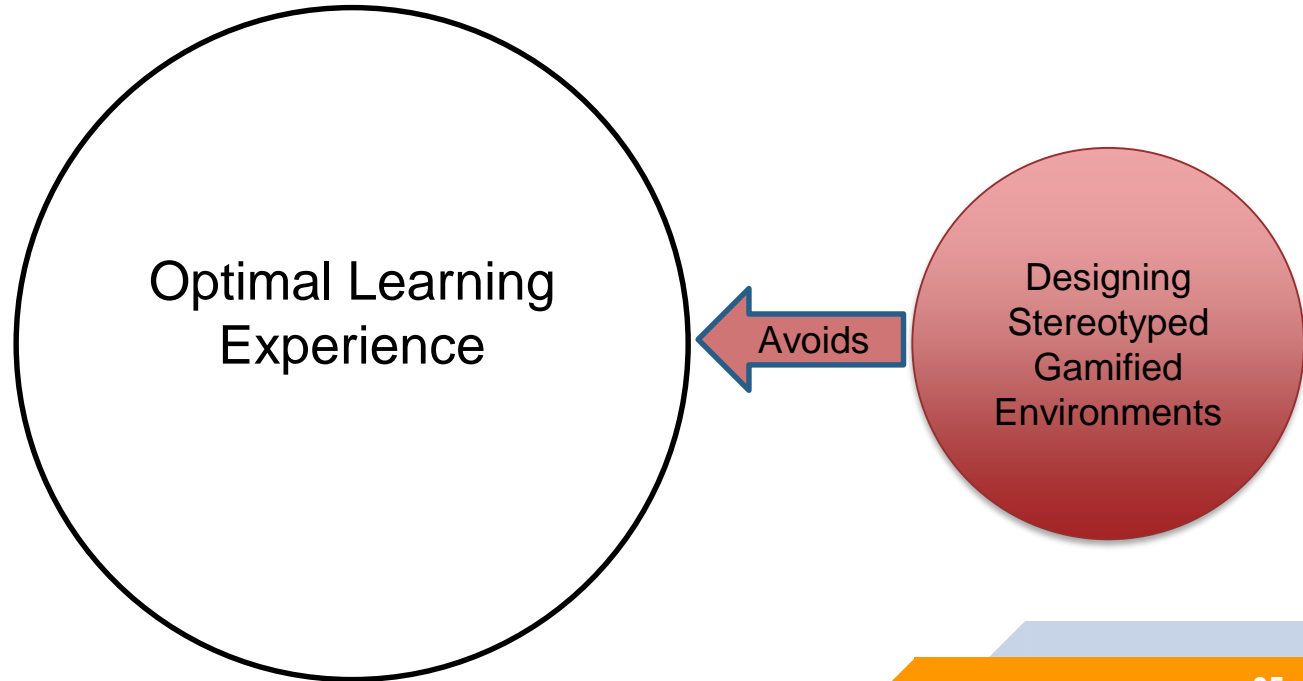 Optimal Learning
Experience
Avoids
Designing
Stereotyped
Gamified
Environments